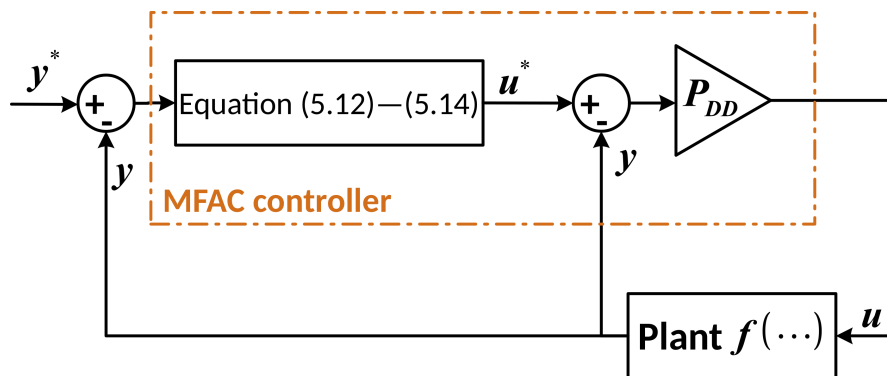 y*
+
-
Equation (5.12)—(5.14)
u*
+
-
P_DD
y
y
MFAC controller
Plant f(···)
u